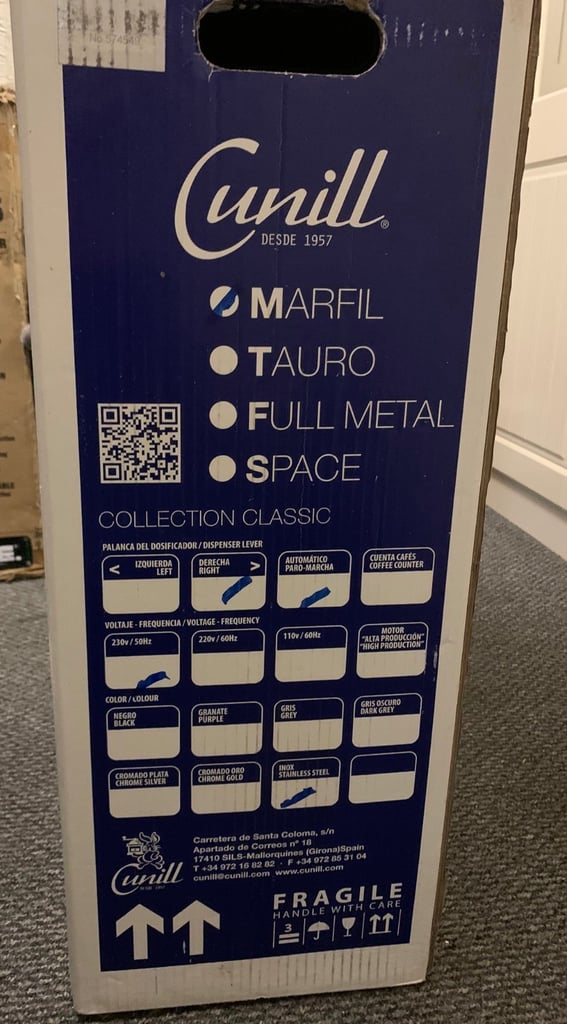 Cunill®
DESDE 1957
MARFIL
TAURO
FULL METAL
SPACE
COLLECTION CLASSIC
PALANCA DEL DOSIFICADOR / DISPENSER LEVER
< IZQUIERDA LEFT
DERECHA RIGHT >
AUTOMÁTICO PARO-MARCHA
CUENTA CAFÉS COFFEE COUNTER
VOLTAJE - FREQUENCIA / VOLTAGE - FREQUENCY
230v / 50Hz
220v / 60Hz
110v / 60Hz
MOTOR "ALTA PRODUCCIÓN" "HIGH PRODUCTION"
COLOR / COLOUR
NEGRO BLACK
GRANATE PURPLE
GRIS GREY
GRIS OSCURO DARK GREY
CROMADO PLATA CHROME SILVER
CROMADO ORO CHROME GOLD
INOX STAINLESS STEEL
Cunill
DESDE 1957
Carretera de Santa Coloma, s/n
Apartado de Correos nº 18
17410 SILS-Mallorquines (Girona)Spain
T +34 972 16 82 82 · F +34 972 85 31 04
cunill@cunill.com www.cunill.com
FRAGILE
HANDLE WITH CARE
3